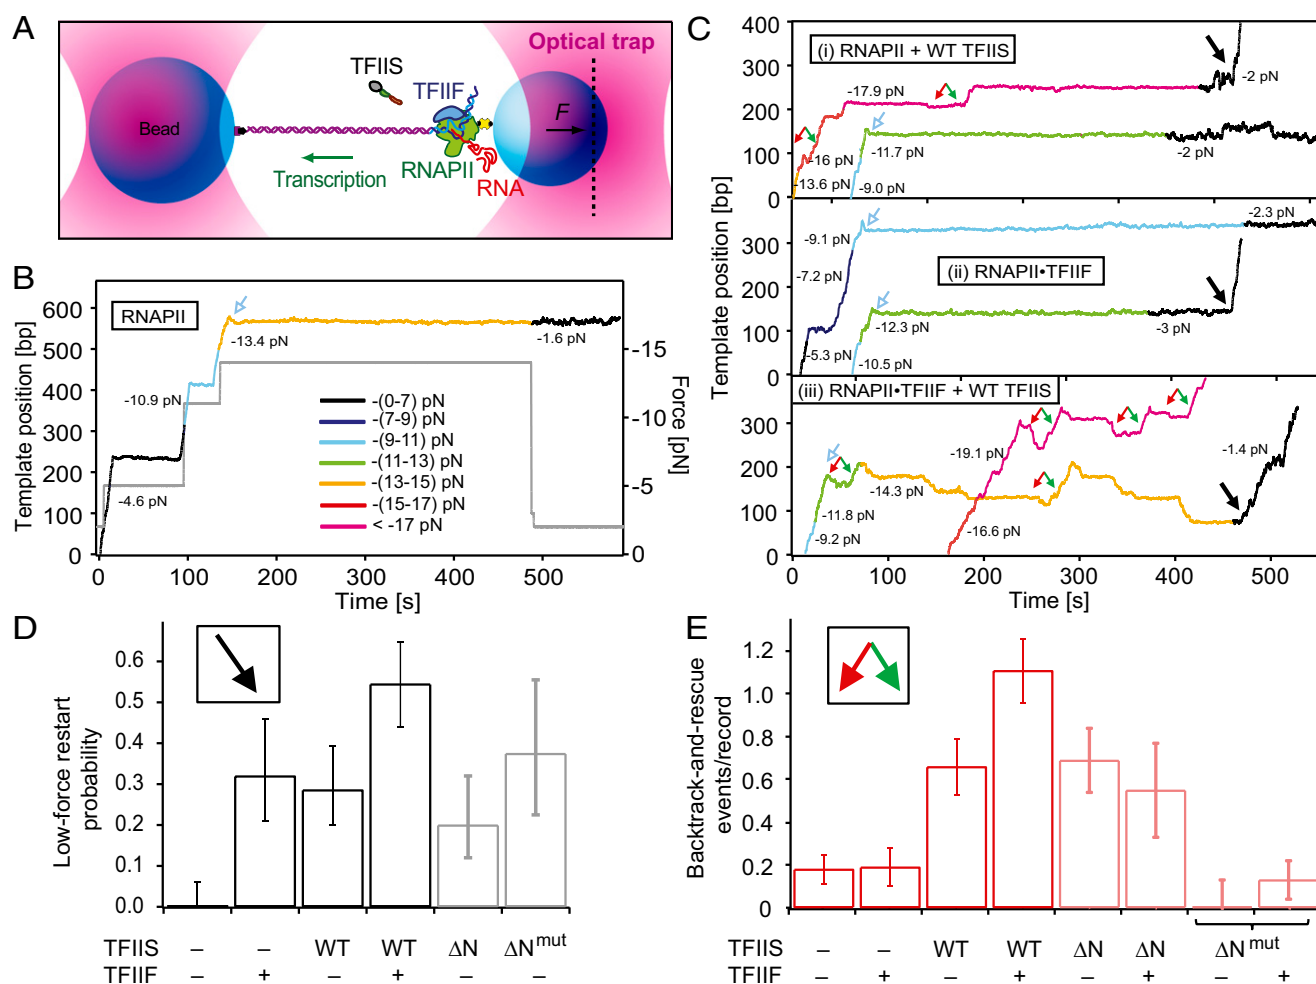 A
Optical trap
TFIIS
TFIIF
F
Bead
RNAPII
Transcription
RNA
B
RNAPII
Template position [bp]
600
500
400
300
200
100
0
-13.4 pN
-1.6 pN
-10.9 pN
-4.6 pN
-(0-7) pN
-(7-9) pN
-(9-11) pN
-(11-13) pN
-(13-15) pN
-(15-17) pN
< -17 pN
-15
-10
-5
0
Force [pN]
0 100 200 300 400 500
Time [s]
C
Template position [bp]
400
300
200
100
0
(i) RNAPII + WT TFIIS
-17.9 pN
-2 pN
-16 pN
-11.7 pN
-2 pN
-13.6 pN
-9.0 pN
300
200
100
0
-2.3 pN
-9.1 pN
(ii) RNAPII•TFIIF
-7.2 pN
-12.3 pN
-3 pN
-5.3 pN
-10.5 pN
(iii) RNAPII•TFIIF + WT TFIIS
300
200
100
0
-19.1 pN
-1.4 pN
-14.3 pN
-11.8 pN
-16.6 pN
-9.2 pN
0 100 200 300 400 500
Time [s]
D
Low-force restart
probability
0.6
0.5
0.4
0.3
0.2
0.1
0.0
TFIIS – – WT WT ΔN ΔN^mut
TFIIF – + – + – –
E
Backtrack-and-rescue
events/record
1.2
1.0
0.8
0.6
0.4
0.2
0
– – WT WT ΔN ΔN ΔN^mut
– + – + – + – +